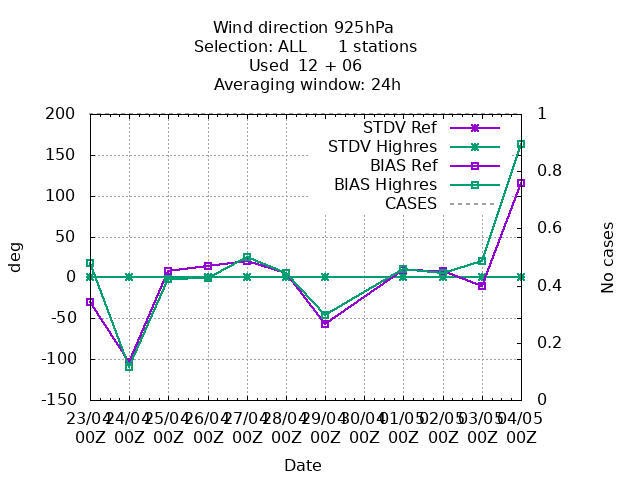 Wind direction 925hPa
Selection: ALL      1 stations
Used  12 + 06
Averaging window: 24h
200
150
100
50
0
-50
-100
-150
deg
1
0.8
0.6
0.4
0.2
0
No cases
STDV Ref
STDV Highres
BIAS Ref
BIAS Highres
CASES
23/04 24/04 25/04 26/04 27/04 28/04 29/04 30/04 01/05 02/05 03/05 04/05
00Z 00Z 00Z 00Z 00Z 00Z 00Z 00Z 00Z 00Z 00Z 00Z
Date